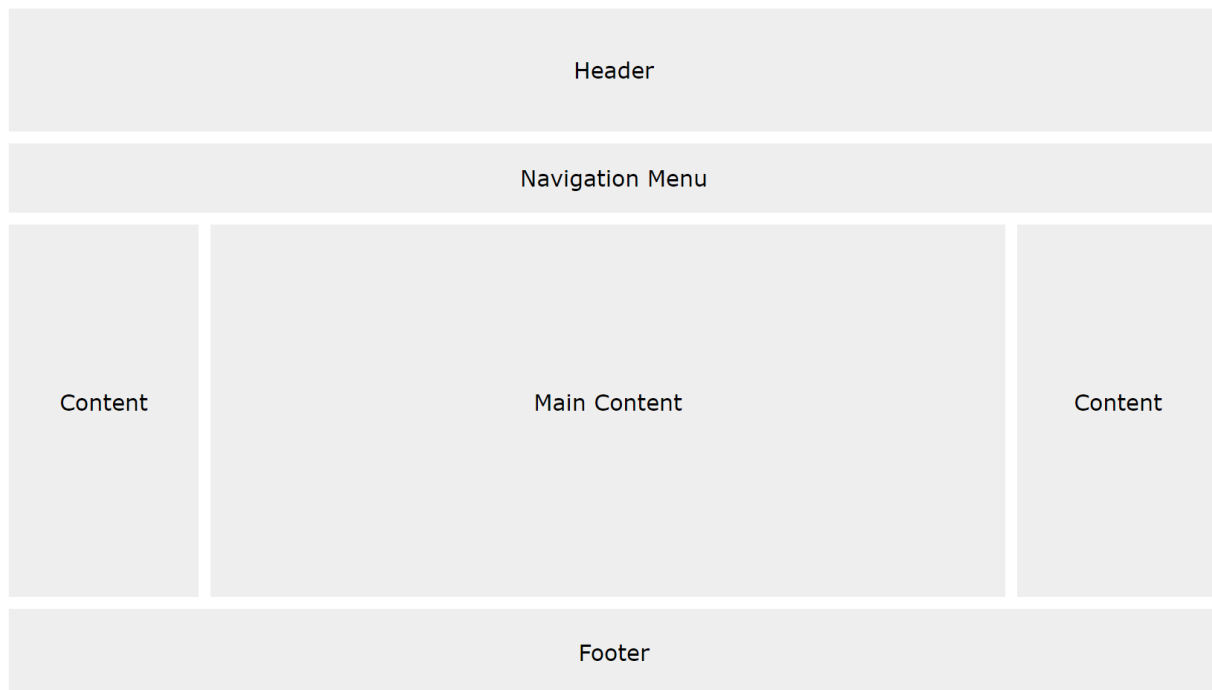 Header
Navigation Menu
Content
Main Content
Content
Footer